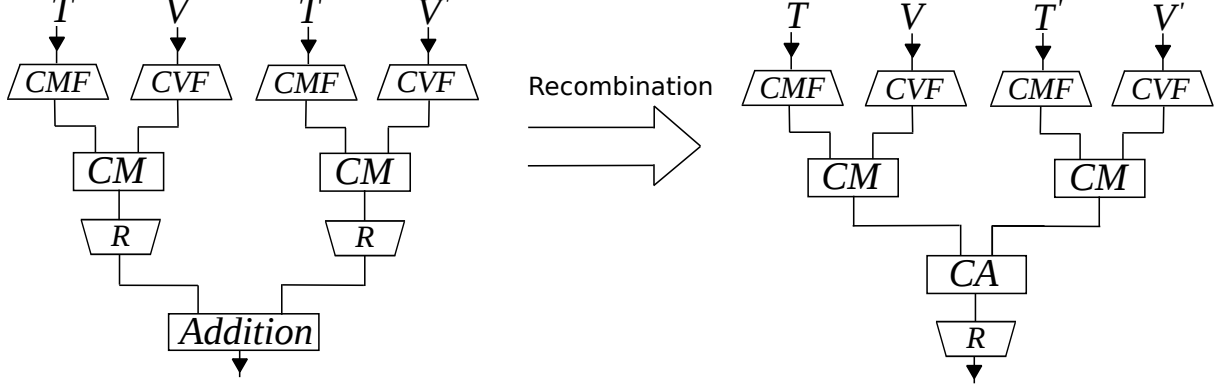 T V T' V'
CMF CVF CMF CVF
CM CM
R R
Addition
Recombination
T V T' V'
CMF CVF CMF CVF
CM CM
CA
R